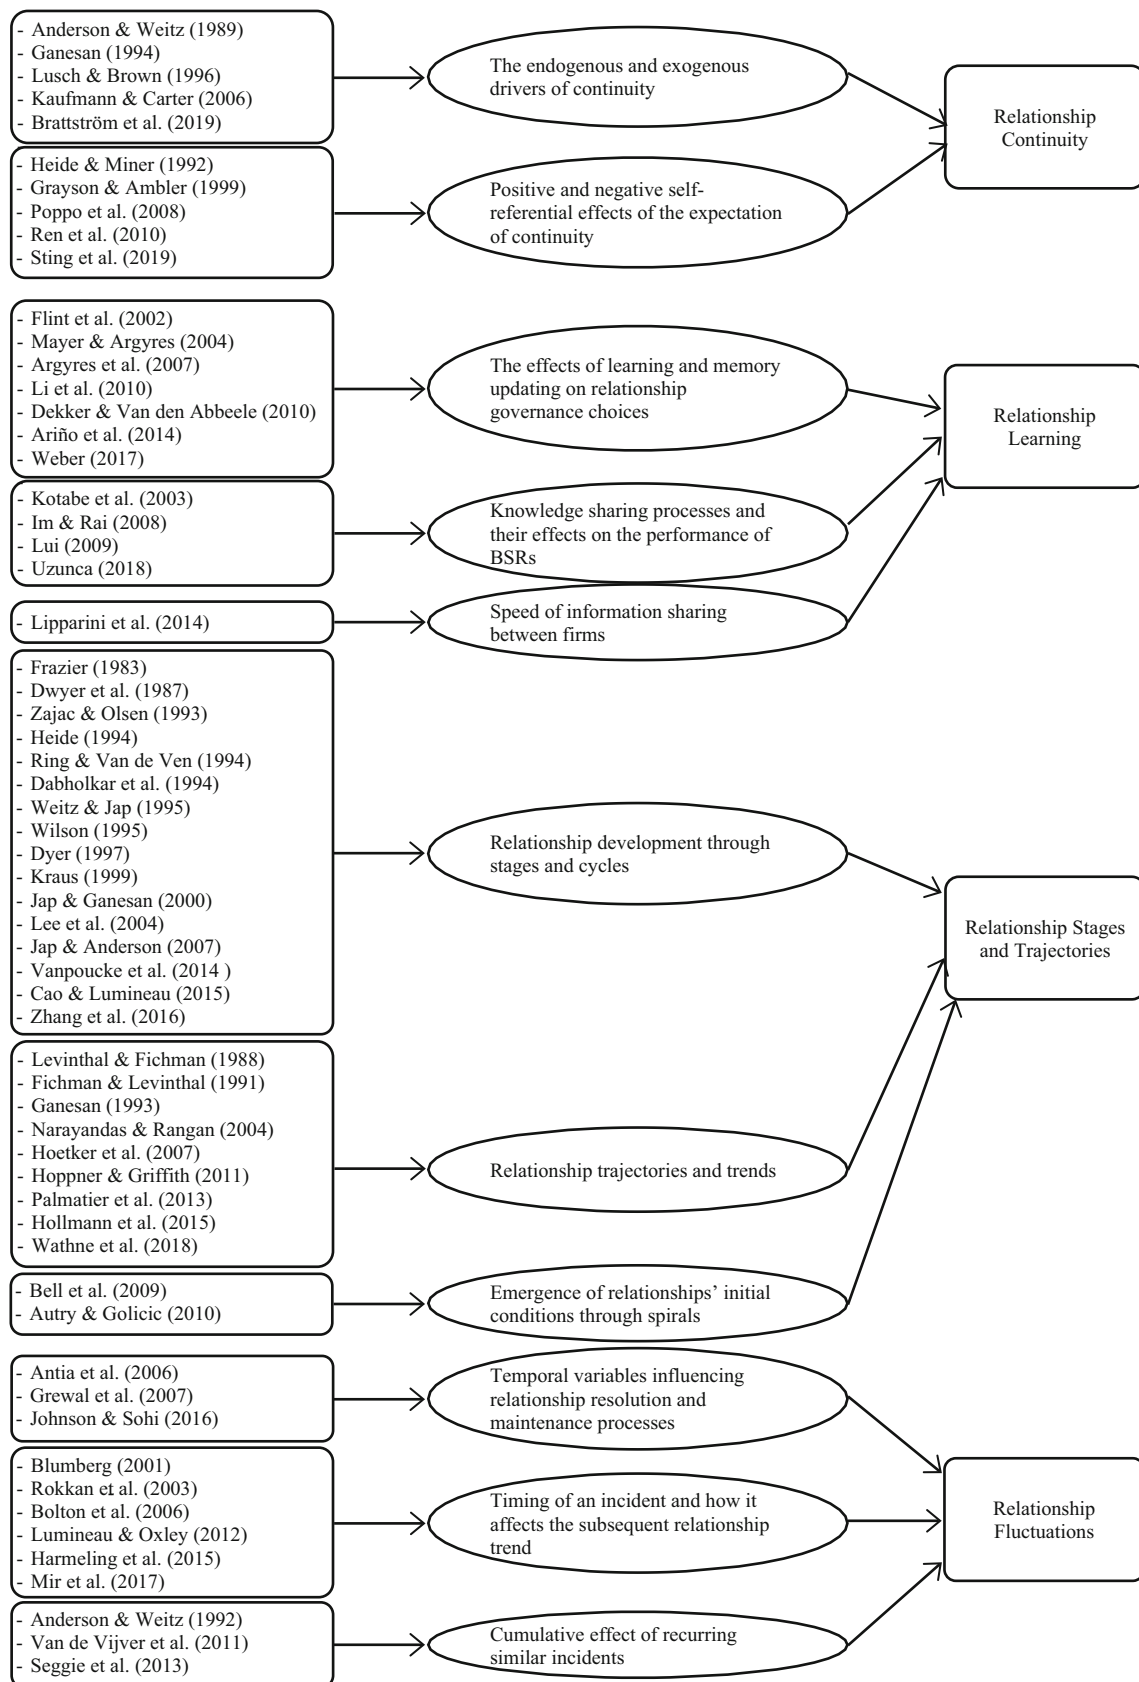 - Anderson & Weitz (1989)
- Ganesan (1994)
- Lusch & Brown (1996)
- Kaufmann & Carter (2006)
- Brattström et al. (2019)
The endogenous and exogenous
drivers of continuity
- Heide & Miner (1992)
- Grayson & Ambler (1999)
- Poppo et al. (2008)
- Ren et al. (2010)
- Sting et al. (2019)
Positive and negative self-
referential effects of the expectation
of continuity
Relationship
Continuity
- Flint et al. (2002)
- Mayer & Argyres (2004)
- Argyres et al. (2007)
- Li et al. (2010)
- Dekker & Van den Abbeele (2010)
- Ariño et al. (2014)
- Weber (2017)
The effects of learning and memory
updating on relationship
governance choices
- Kotabe et al. (2003)
- Im & Rai (2008)
- Lui (2009)
- Uzunca (2018)
Knowledge sharing processes and
their effects on the performance of
BSRs
- Lipparini et al. (2014)
Speed of information sharing
between firms
Relationship
Learning
- Frazier (1983)
- Dwyer et al. (1987)
- Zajac & Olsen (1993)
- Heide (1994)
- Ring & Van de Ven (1994)
- Dabholkar et al. (1994)
- Weitz & Jap (1995)
- Wilson (1995)
- Dyer (1997)
- Kraus (1999)
- Jap & Ganesan (2000)
- Lee et al. (2004)
- Jap & Anderson (2007)
- Vanpoucke et al. (2014 )
- Cao & Lumineau (2015)
- Zhang et al. (2016)
Relationship development through
stages and cycles
- Levinthal & Fichman (1988)
- Fichman & Levinthal (1991)
- Ganesan (1993)
- Narayandas & Rangan (2004)
- Hoetker et al. (2007)
- Hoppner & Griffith (2011)
- Palmatier et al. (2013)
- Hollmann et al. (2015)
- Wathne et al. (2018)
Relationship trajectories and trends
- Bell et al. (2009)
- Autry & Golicic (2010)
Emergence of relationships’ initial
conditions through spirals
Relationship Stages
and Trajectories
- Antia et al. (2006)
- Grewal et al. (2007)
- Johnson & Sohi (2016)
Temporal variables influencing
relationship resolution and
maintenance processes
- Blumberg (2001)
- Rokkan et al. (2003)
- Bolton et al. (2006)
- Lumineau & Oxley (2012)
- Harmeling et al. (2015)
- Mir et al. (2017)
Timing of an incident and how it
affects the subsequent relationship
trend
- Anderson & Weitz (1992)
- Van de Vijver et al. (2011)
- Seggie et al. (2013)
Cumulative effect of recurring
similar incidents
Relationship
Fluctuations